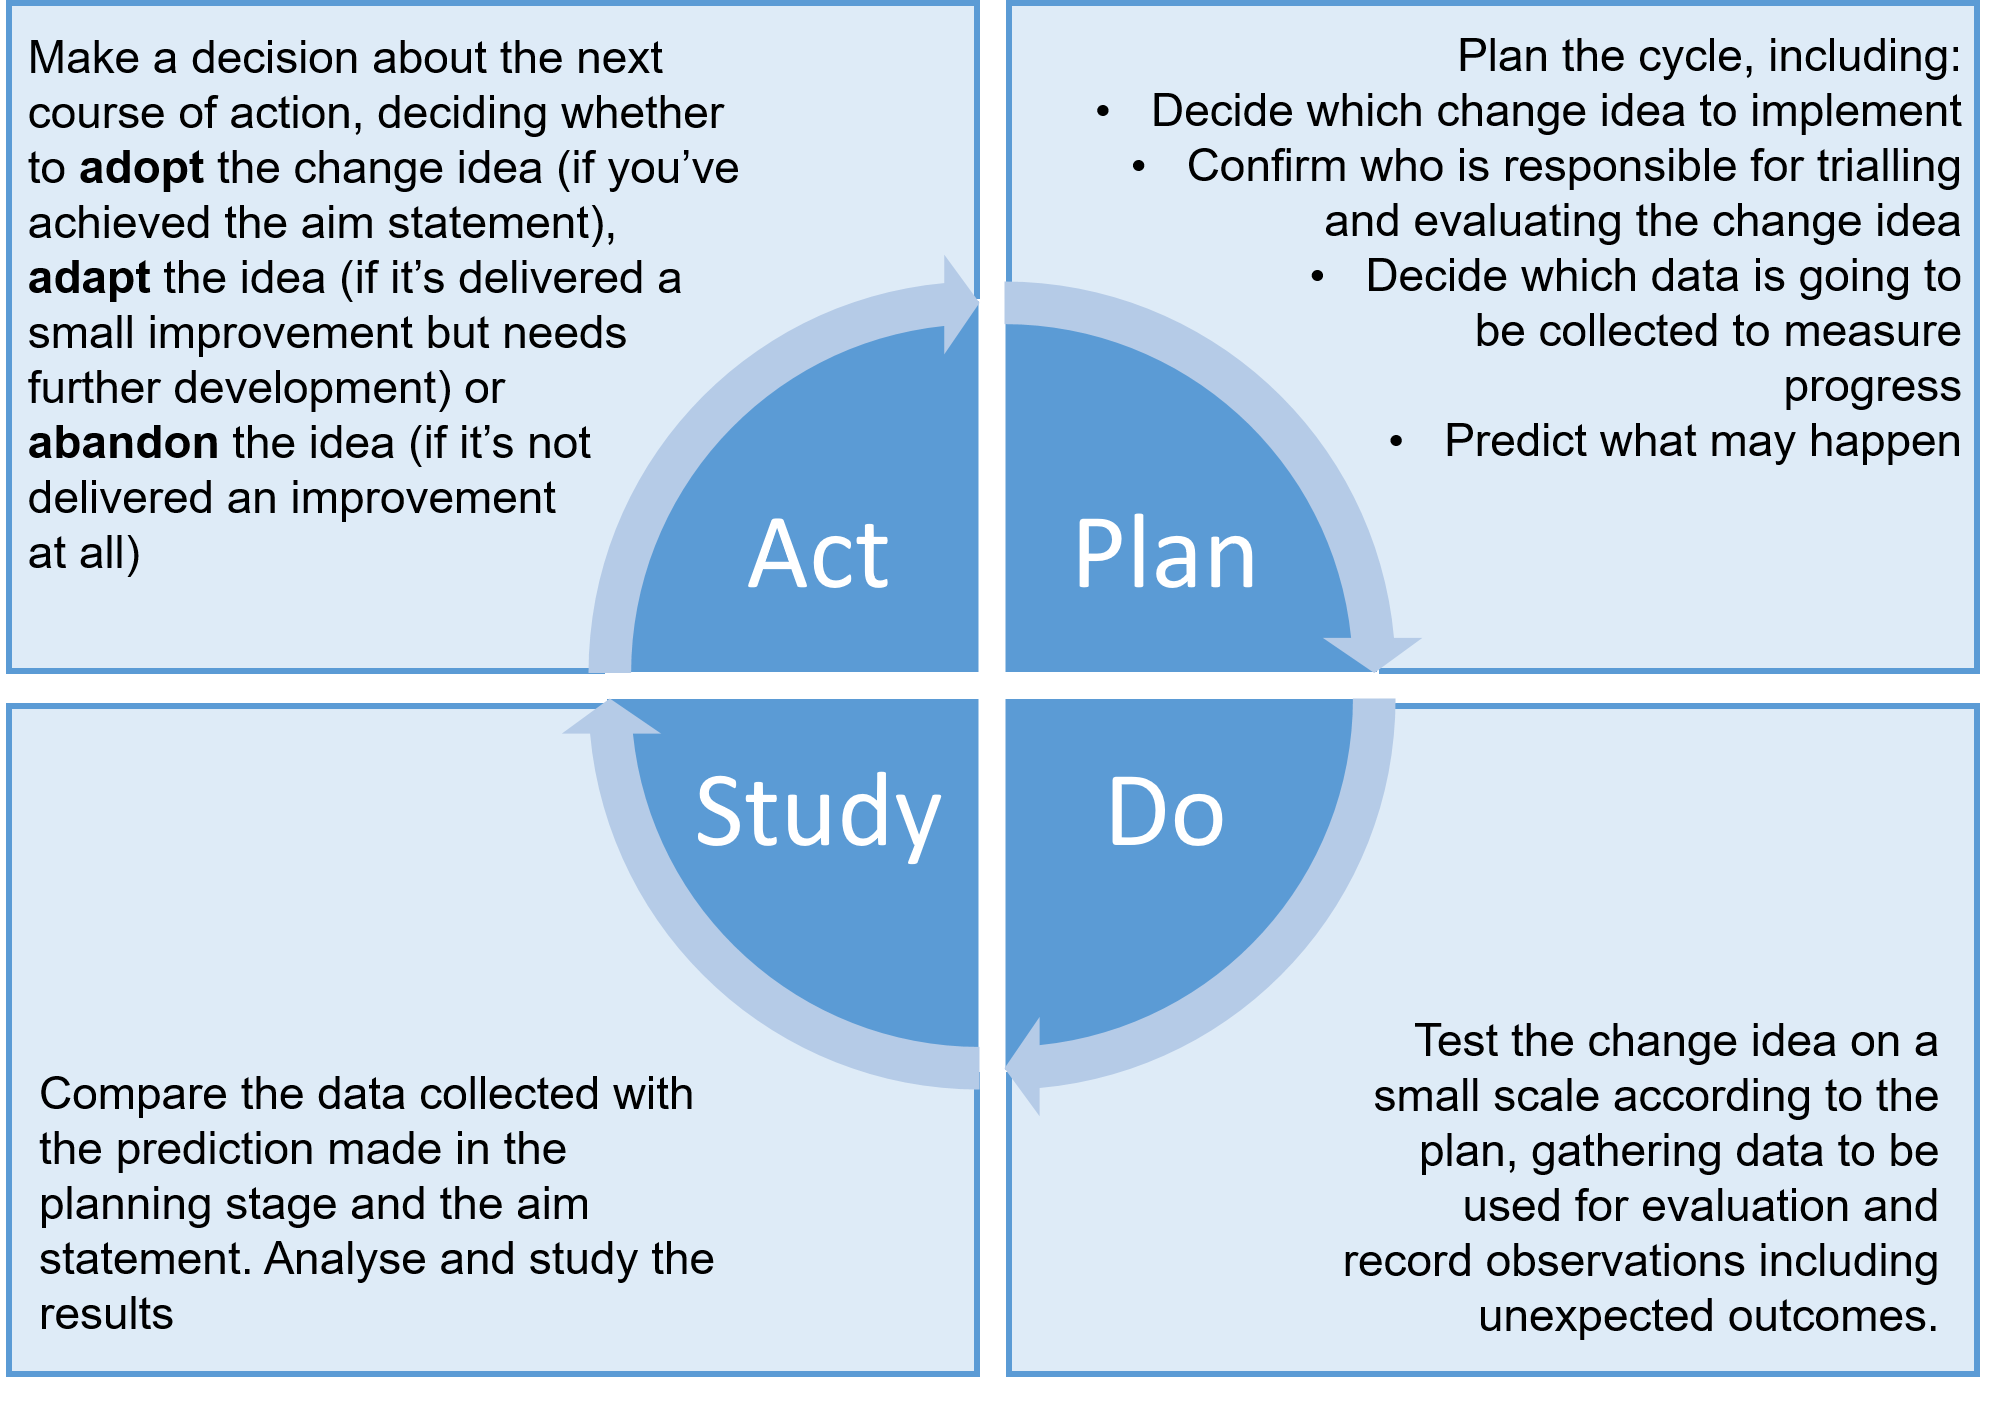 Make a decision about the next
course of action, deciding whether
to adopt the change idea (if you’ve
achieved the aim statement),
adapt the idea (if it’s delivered a
small improvement but needs
further development) or
abandon the idea (if it’s not
delivered an improvement
at all)
Plan the cycle, including:
• Decide which change idea to implement
• Confirm who is responsible for trialling
and evaluating the change idea
• Decide which data is going to
be collected to measure
progress
• Predict what may happen
Act
Plan
Study
Do
Compare the data collected with
the prediction made in the
planning stage and the aim
statement. Analyse and study the
results
Test the change idea on a
small scale according to the
plan, gathering data to be
used for evaluation and
record observations including
unexpected outcomes.